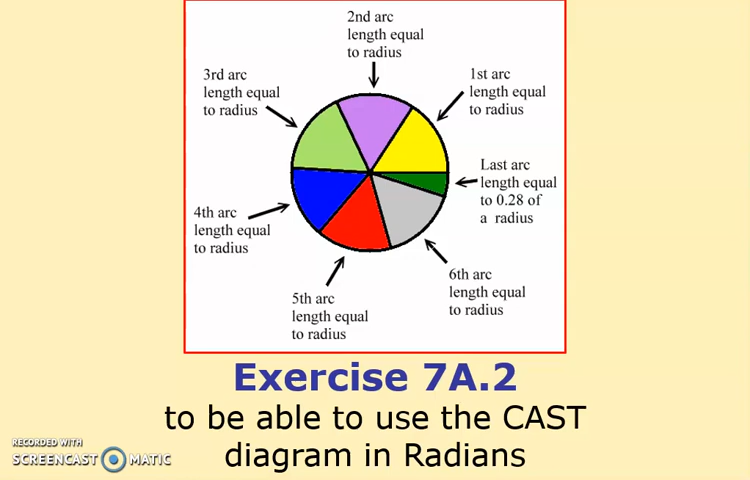 2nd arc
length equal
to radius
3rd arc
length equal
to radius
1st arc
length equal
to radius
Last arc
length equal
to 0.28 of
a radius
4th arc
length equal
to radius
6th arc
length equal
to radius
5th arc
length equal
to radius
Exercise 7A.2
to be able to use the CAST
diagram in Radians
RECORDED WITH
SCREENCAST MATIC